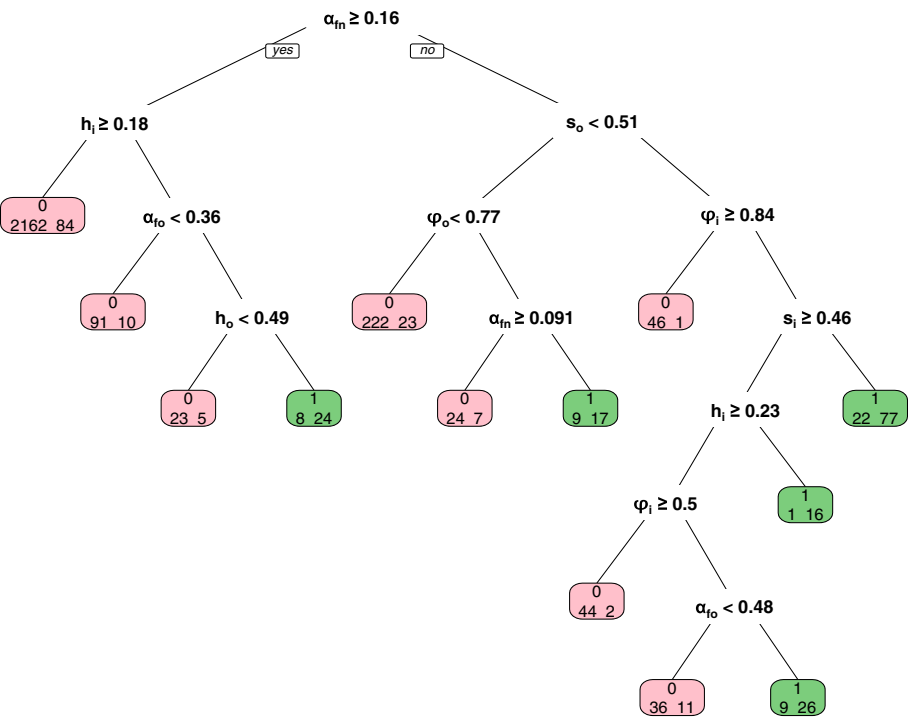 α_fn ≥ 0.16
yes
no
h_i ≥ 0.18
s_o < 0.51
0
2162 84
α_fo < 0.36
φ_o < 0.77
φ_i ≥ 0.84
0
91 10
h_o < 0.49
0
222 23
α_fn ≥ 0.091
0
46 1
s_i ≥ 0.46
0
23 5
1
8 24
0
24 7
1
9 17
h_i ≥ 0.23
1
22 77
φ_i ≥ 0.5
1
1 16
0
44 2
α_fo < 0.48
0
36 11
1
9 26